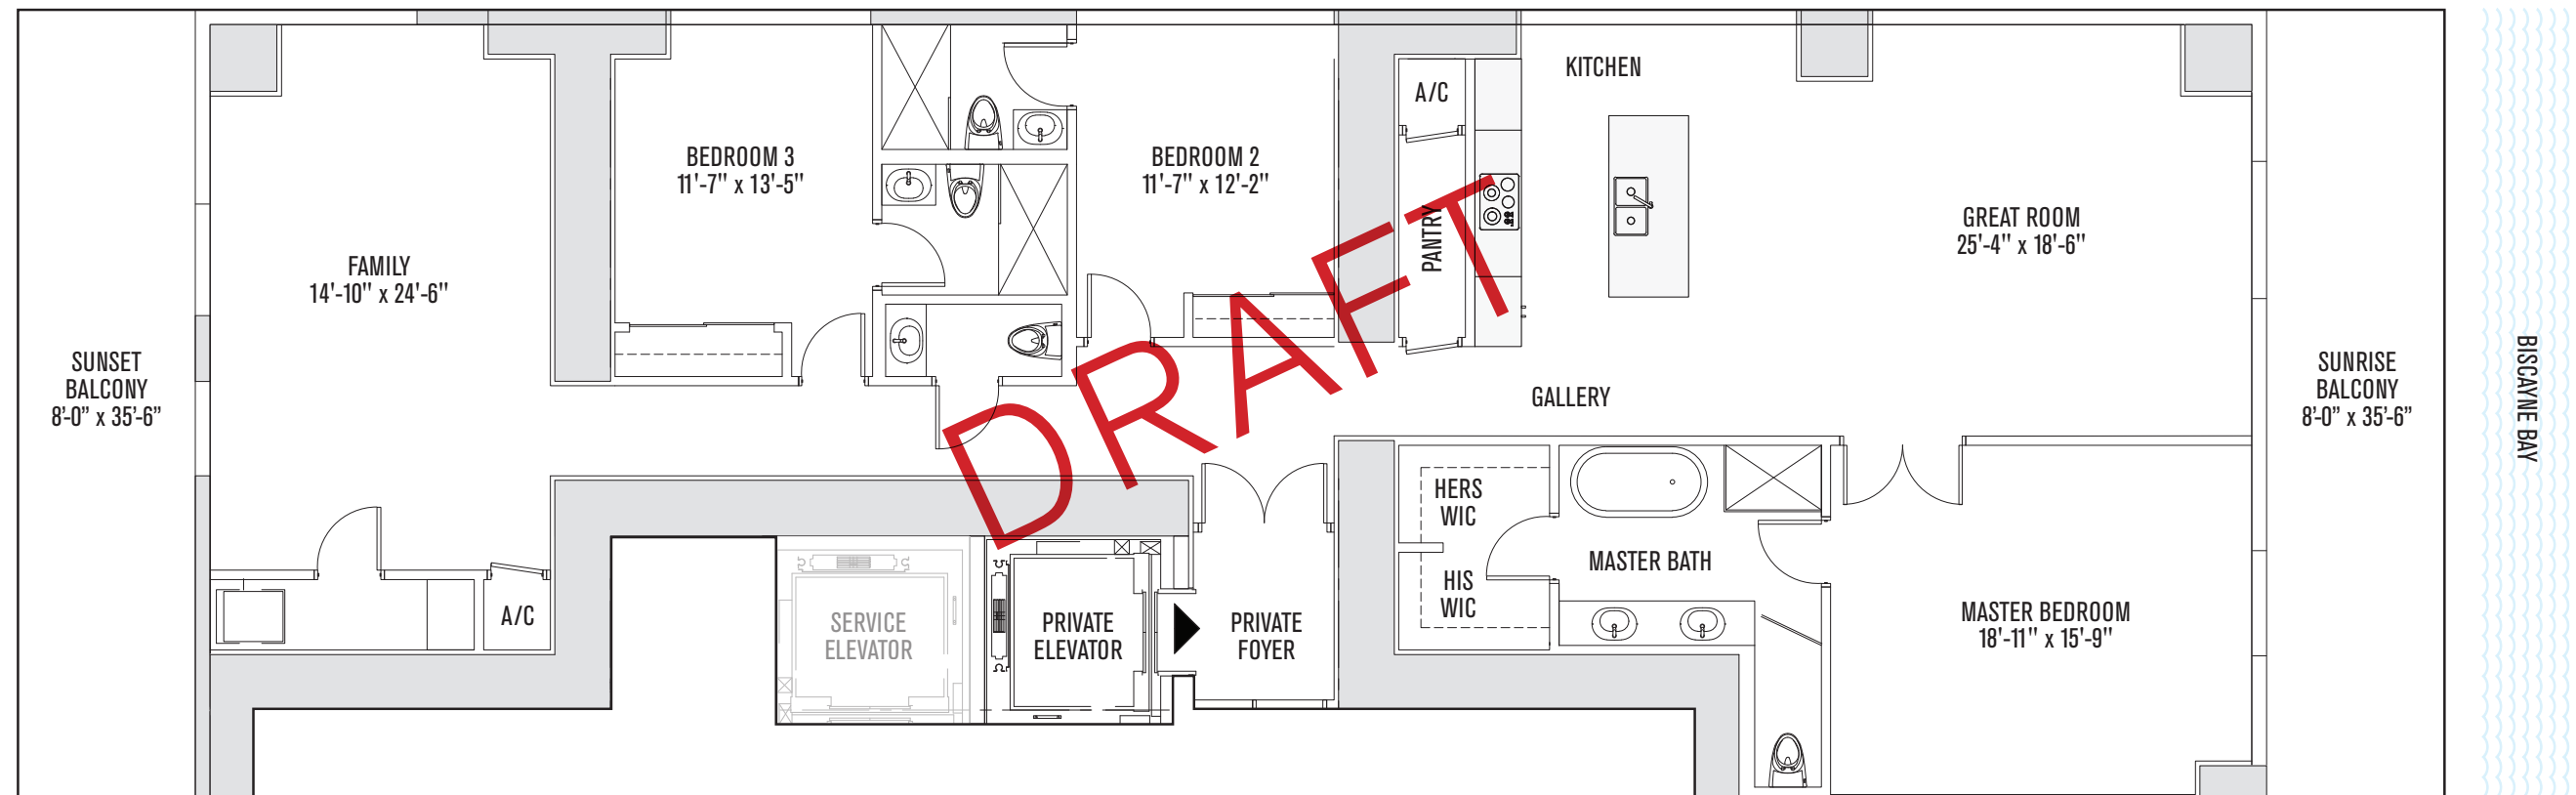 SUNSET
BALCONY
8’-0” x 35’-6”
FAMILY
14'-10" x 24'-6"
A/C
BEDROOM 3
11'-7" x 13'-5"
BEDROOM 2
11'-7" x 12'-2"
SERVICE
ELEVATOR
PRIVATE
ELEVATOR
PRIVATE
FOYER
DRAFT
A/C
PANTRY
KITCHEN
GALLERY
GREAT ROOM
25'-4" x 18'-6"
HERS
WIC
HIS
WIC
MASTER BATH
MASTER BEDROOM
18'-11" x 15'-9"
SUNRISE
BALCONY
8’-0” x 35’-6”
BISCAYNE BAY